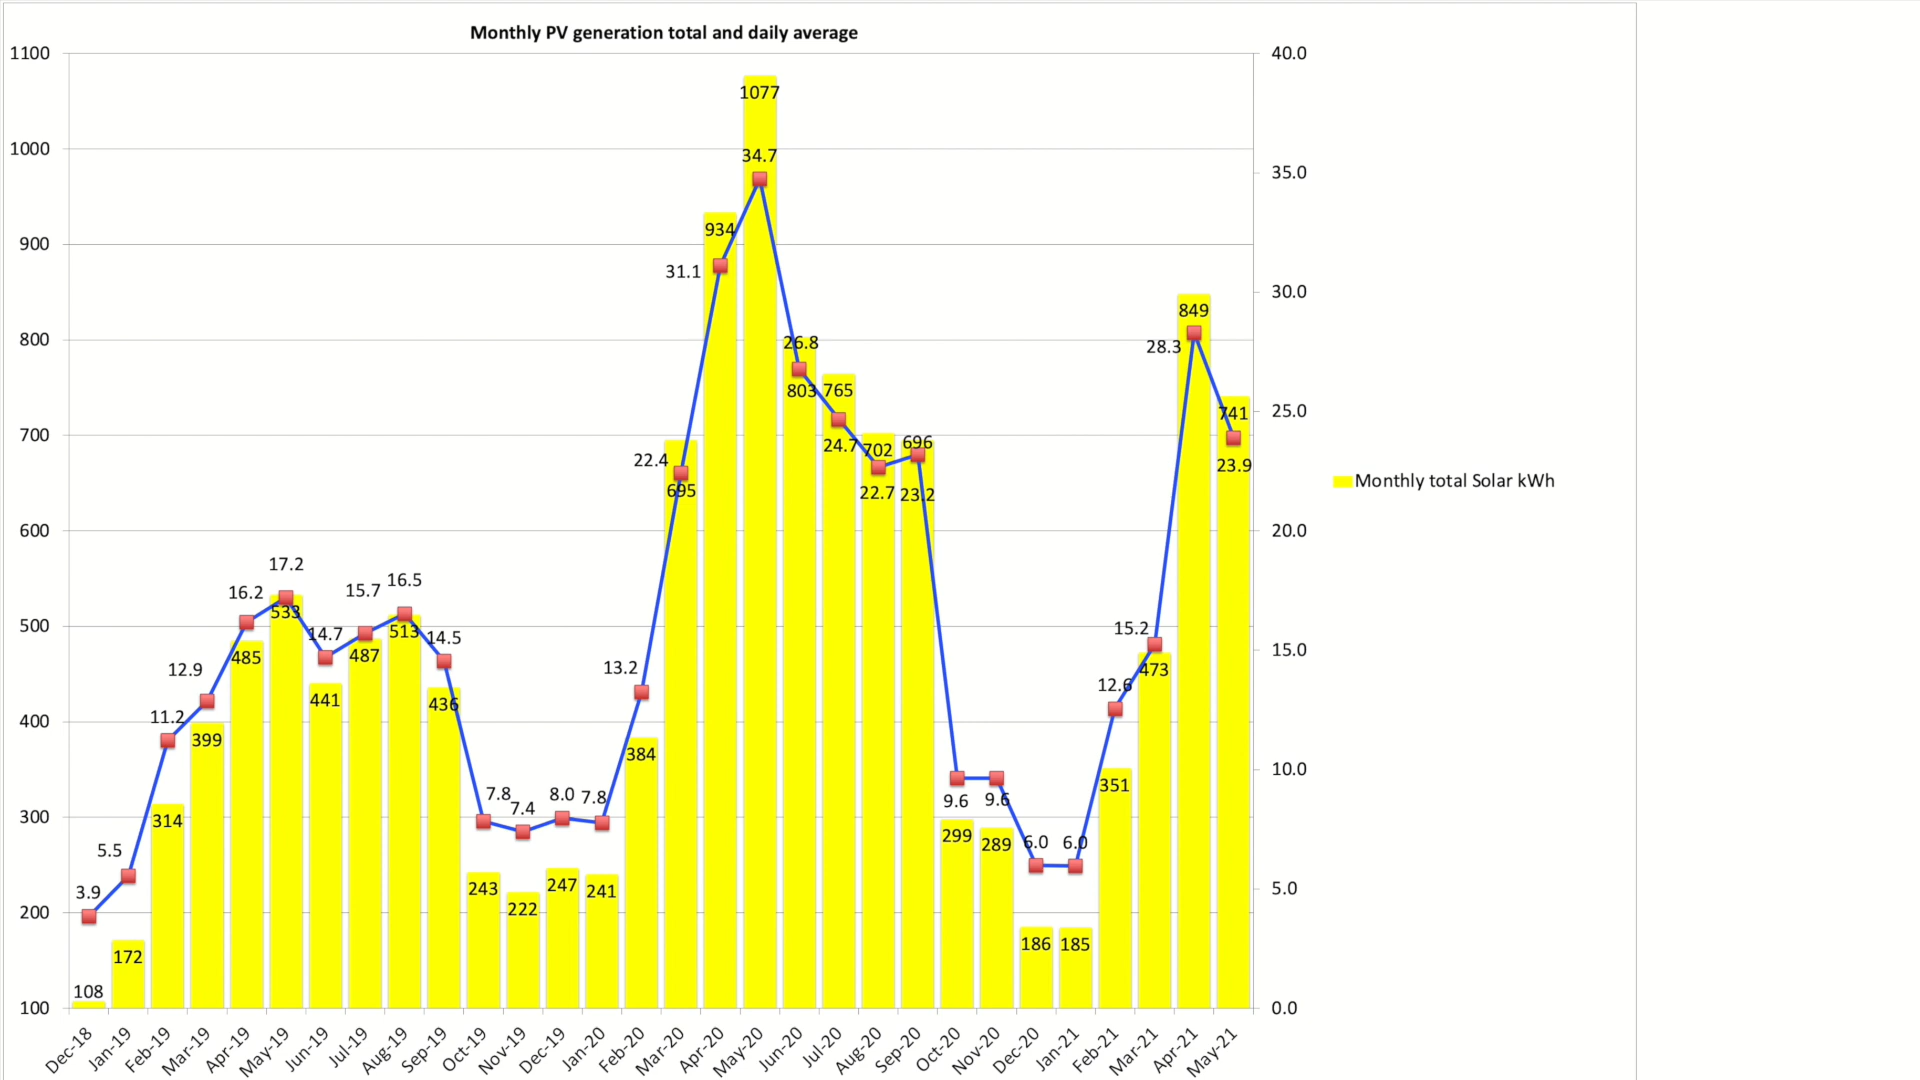 Monthly PV generation total and daily average
1100
1000
900
800
700
600
500
400
300
200
100
40.0
35.0
30.0
25.0
20.0
15.0
10.0
5.0
0.0
3.9
5.5
11.2
12.9
16.2
17.2
14.7
15.7
16.5
14.5
7.8
7.4
8.0
7.8
13.2
22.4
31.1
34.7
26.8
24.7
22.7
23.2
9.6
9.6
6.0
6.0
12.6
15.2
28.3
23.9
108
172
314
399
485
533
441
487
513
436
243
222
247
241
384
695
934
1077
803
765
702
696
299
289
186
185
351
473
849
741
Monthly total Solar kWh
Dec-18
Jan-19
Feb-19
Mar-19
Apr-19
May-19
Jun-19
Jul-19
Aug-19
Sep-19
Oct-19
Nov-19
Dec-19
Jan-20
Feb-20
Mar-20
Apr-20
May-20
Jun-20
Jul-20
Aug-20
Sep-20
Oct-20
Nov-20
Dec-20
Jan-21
Feb-21
Mar-21
Apr-21
May-21